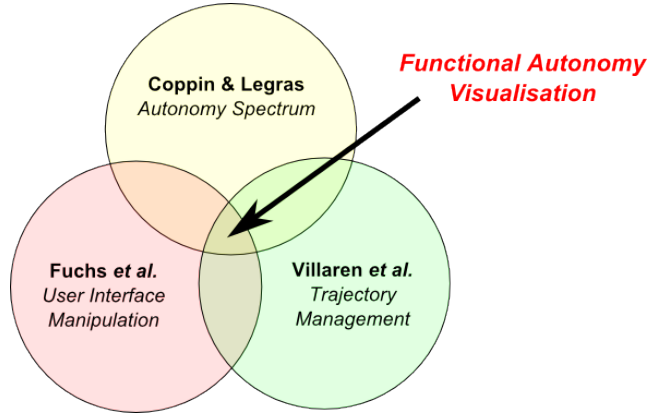 Coppin & Legras
Autonomy Spectrum
Functional Autonomy
Visualisation
Fuchs et al.
User Interface
Manipulation
Villaren et al.
Trajectory
Management